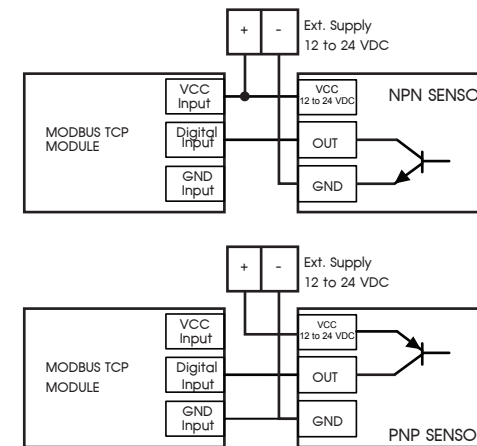 + -
Ext. Supply
12 to 24 VDC
MODBUS TCP
MODULE
VCC
Input
Digital
Input
GND
Input
VCC
12 to 24 VDC
OUT
GND
NPN SENSO
+ -
Ext. Supply
12 to 24 VDC
MODBUS TCP
MODULE
VCC
Input
Digital
Input
GND
Input
VCC
12 to 24 VDC
OUT
GND
PNP SENSO